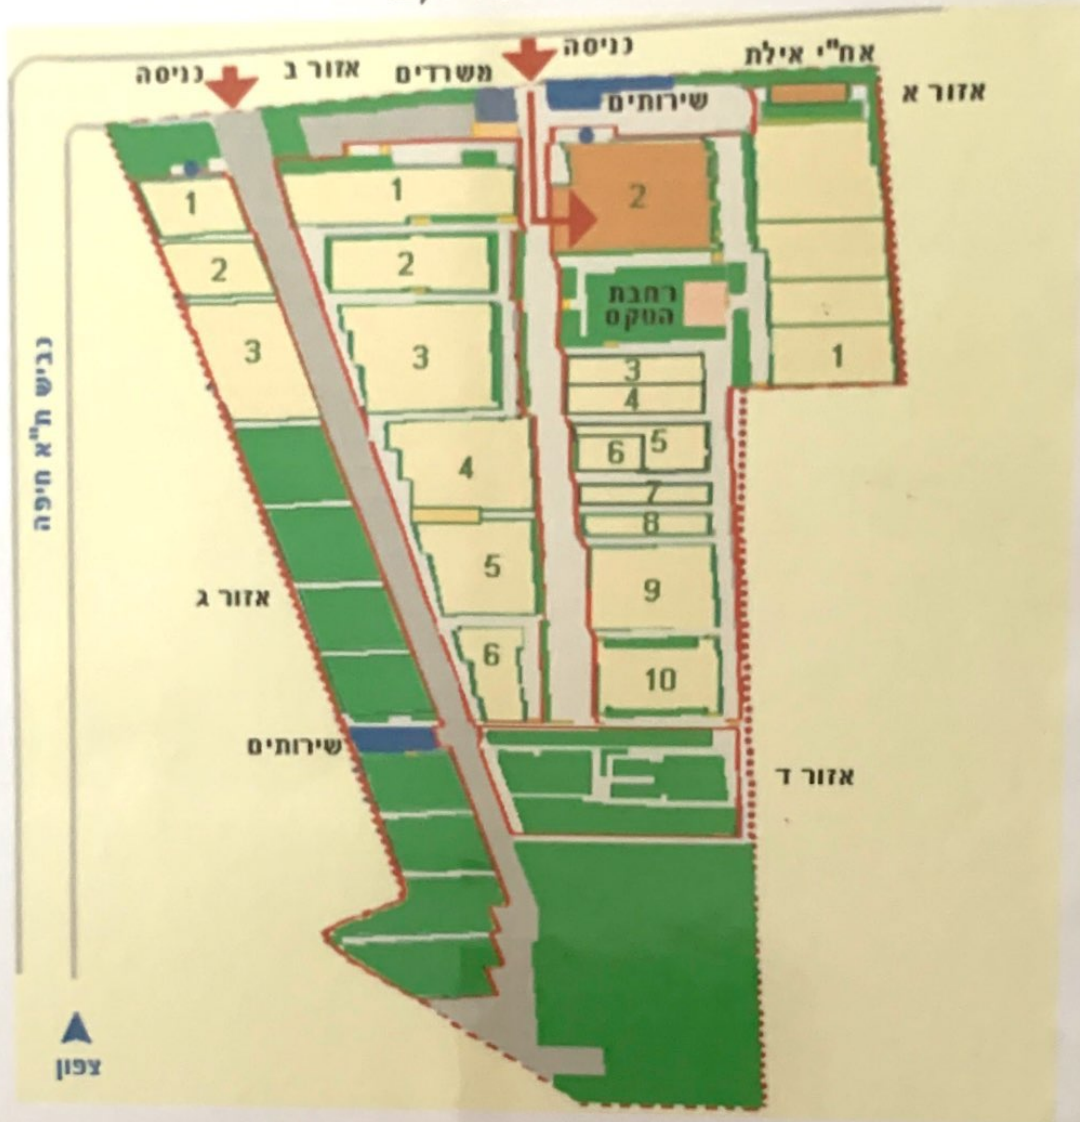 כניסה
אח"י אילת
אזור ב
משרדים
כניסה
אזור א
שירותים
1
1
2
2
2
רחבת
הטקס
3
3
3
1
4
5
6
4
7
8
5
9
6
10
כביש ת"א חיפה
אזור ג
שירותים
אזור ד
צפון